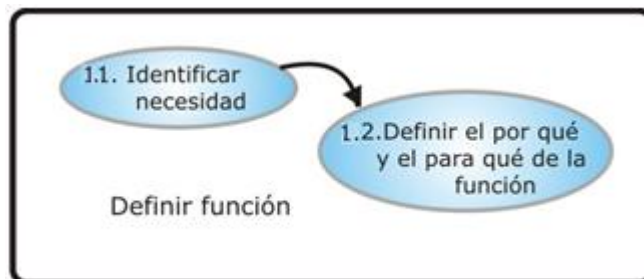 1.1. Identificar
necesidad
1.2.Definir el por qué
y el para qué de la
función
Definir función